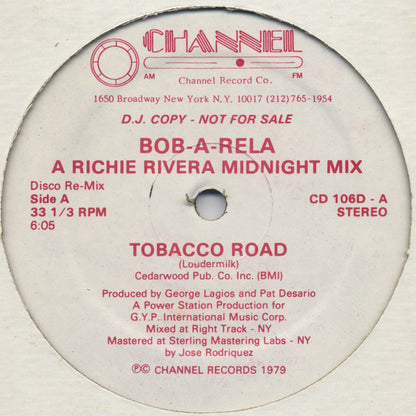 CHANNEL
AM
FM
Channel Record Co.
1650 Broadway New York N.Y. 10017 (212)765-1954
D.J. COPY - NOT FOR SALE
BOB-A-RELA
A RICHIE RIVERA MIDNIGHT MIX
Disco Re-Mix
Side A
CD 106D - A
33 1/3 RPM
STEREO
6:05
TOBACCO ROAD
(Loudermilk)
Cedarwood Pub. Co. Inc. (BMI)
Produced by George Lagios and Pat Desario
A Power Station Production for
G.Y.P. International Music Corp.
Mixed at Right Track - NY
Mastered at Sterling Mastering Labs - NY
by Jose Rodriquez
℗© CHANNEL RECORDS 1979